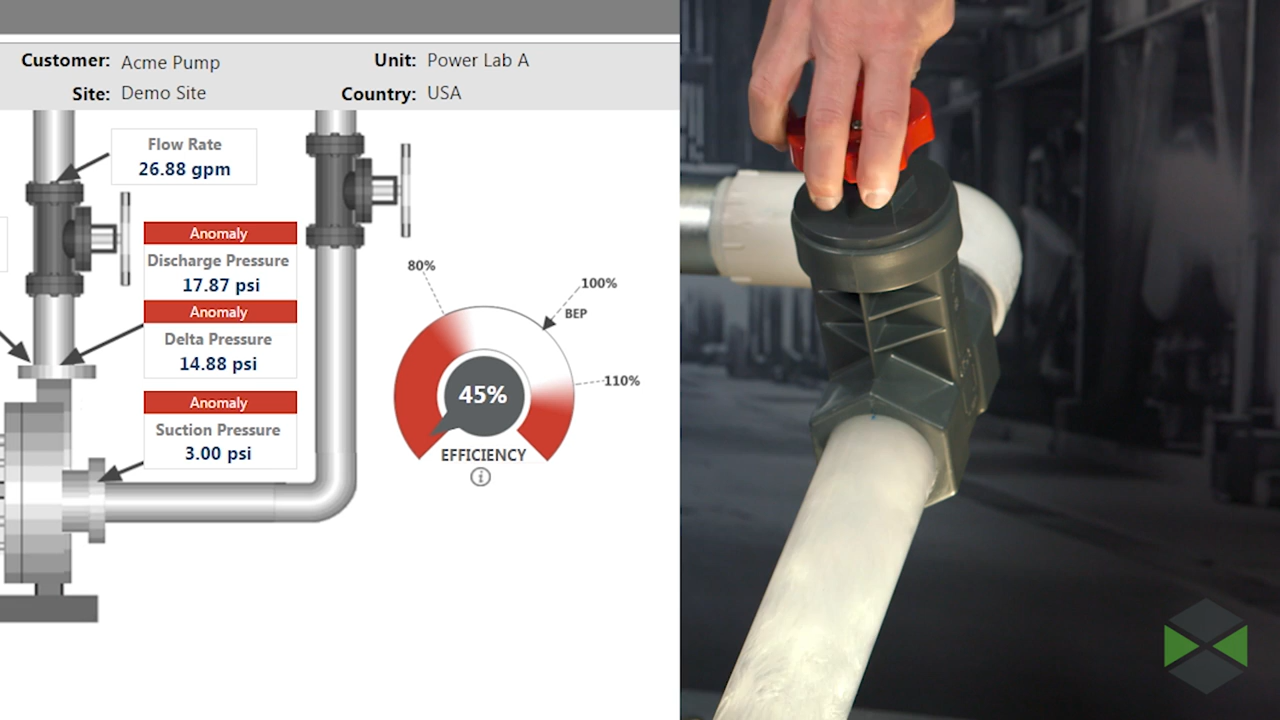 Customer: Acme Pump
Unit: Power Lab A
Site: Demo Site
Country: USA
Flow Rate
26.88 gpm
Anomaly
Discharge Pressure
17.87 psi
Anomaly
Delta Pressure
14.88 psi
Anomaly
Suction Pressure
3.00 psi
80%
100%
BEP
110%
45%
EFFICIENCY
i